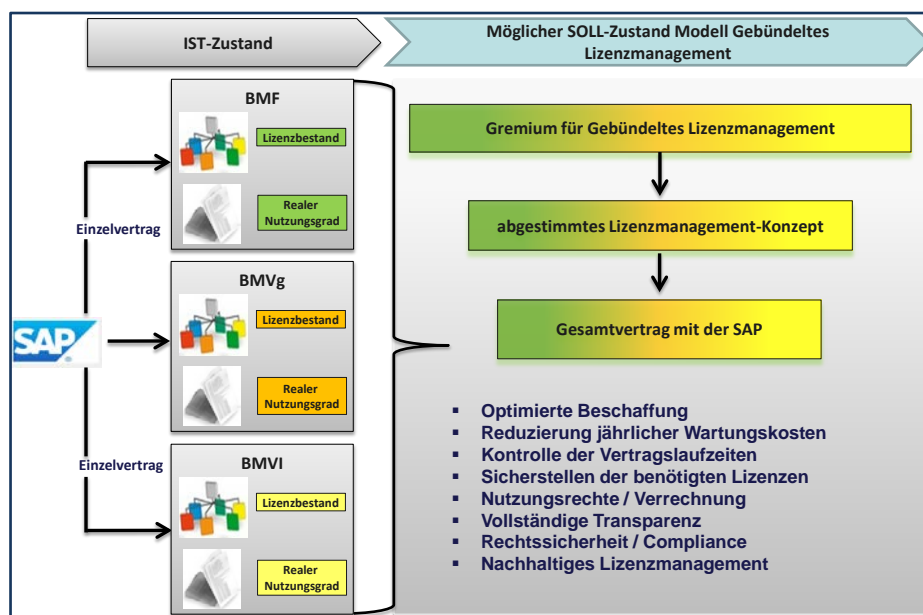 IST-Zustand
Möglicher SOLL-Zustand Modell Gebündeltes
Lizenzmanagement
BMF
Lizenzbestand
Realer
Nutzungsgrad
Einzelvertrag
BMVg
Lizenzbestand
Realer
Nutzungsgrad
SAP
Einzelvertrag
BMVI
Lizenzbestand
Realer
Nutzungsgrad
Gremium für Gebündeltes Lizenzmanagement
abgestimmtes Lizenzmanagement-Konzept
Gesamtvertrag mit der SAP
▪ Optimierte Beschaffung
▪ Reduzierung jährlicher Wartungskosten
▪ Kontrolle der Vertragslaufzeiten
▪ Sicherstellen der benötigten Lizenzen
▪ Nutzungsrechte / Verrechnung
▪ Vollständige Transparenz
▪ Rechtssicherheit / Compliance
▪ Nachhaltiges Lizenzmanagement